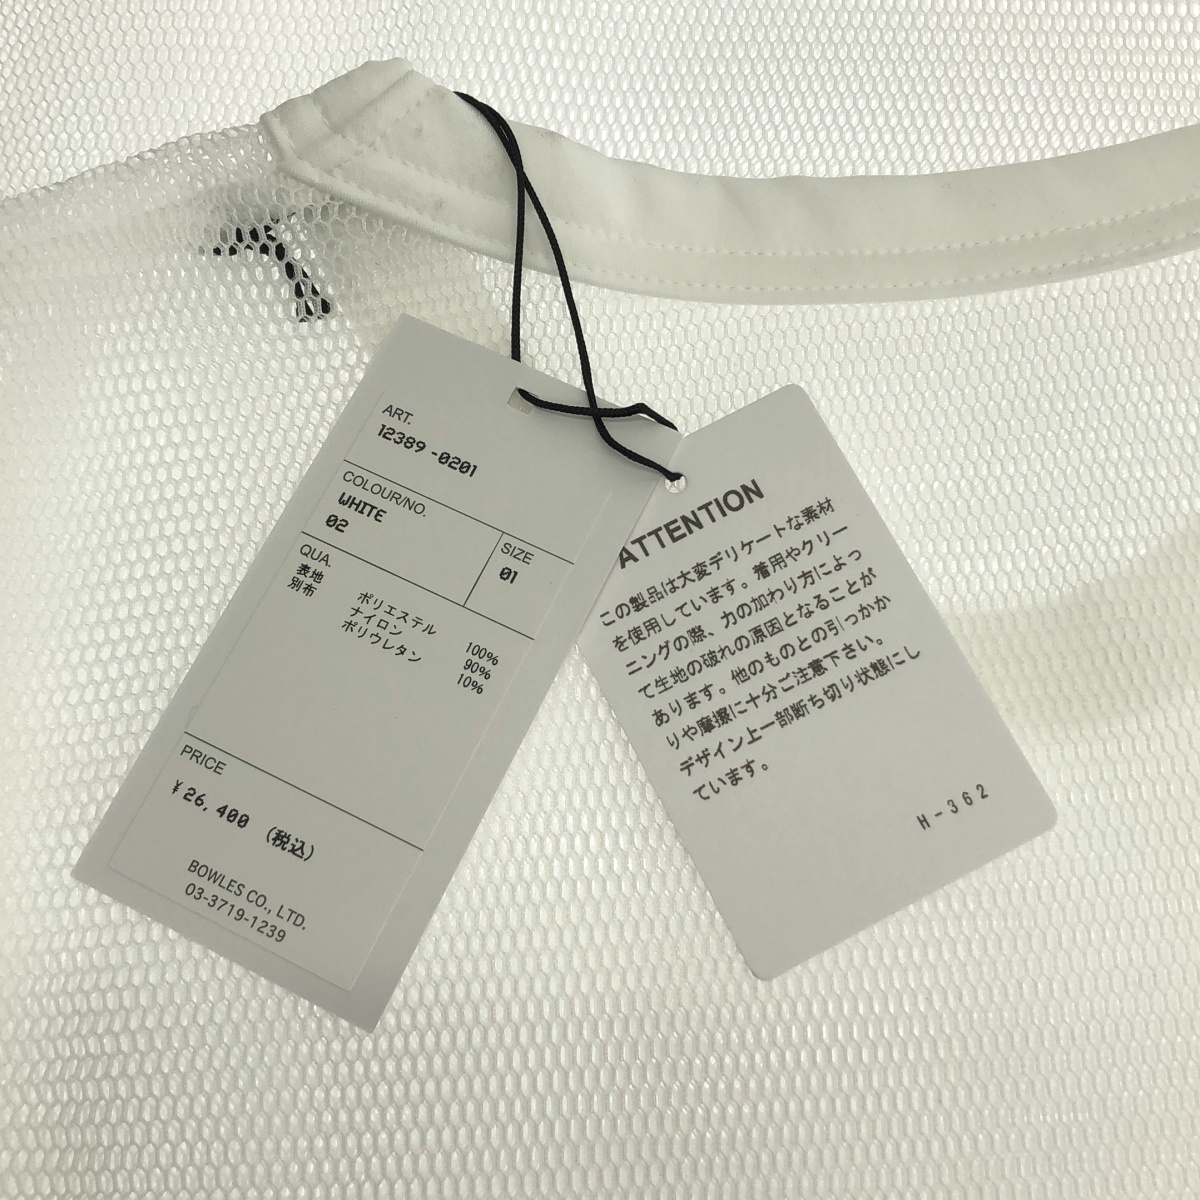 ART.
12389-0201
COLOUR/NO.
WHITE
02
SIZE
01
QUA.
表地 ポリエステル 100%
別布 ナイロン 90%
ポリウレタン 10%
PRICE
¥26,400 (税込)
BOWLES CO., LTD.
03-3719-1239
ATTENTION
この製品は大変デリケートな素材
を使用しています。着用やクリー
ニングの際、力の加わり方によっ
て生地の破れの原因となることが
あります。他のものとの引っかか
りや摩擦に十分ご注意下さい。
デザイン上一部断ち切り状態にし
ています。
H-362